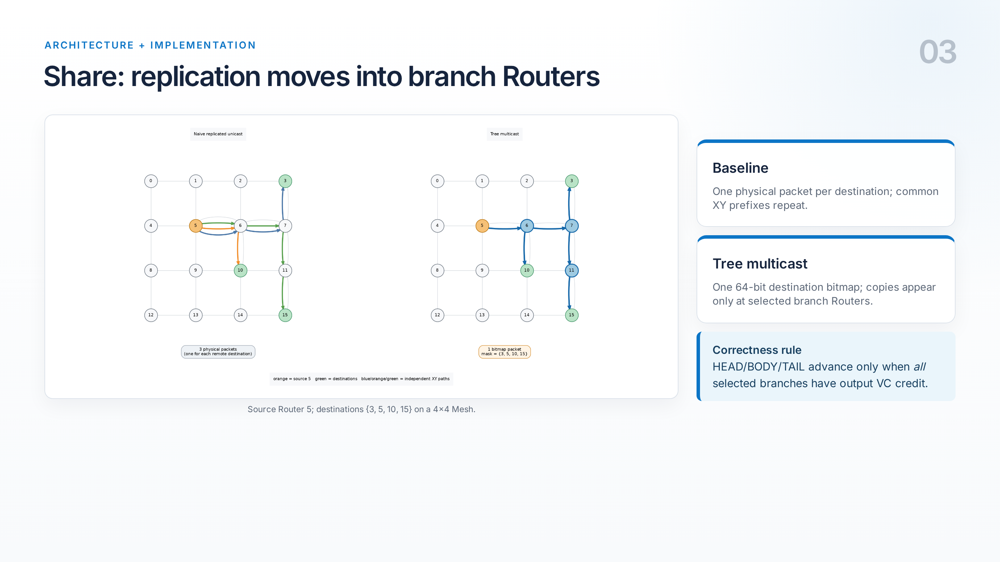 ARCHITECTURE + IMPLEMENTATION
03
Share: replication moves into branch Routers
Naive replicated unicast
0
1
2
3
4
5
6
7
8
9
10
11
12
13
14
15
3 physical packets
(one for each remote destination)
Tree multicast
0
1
2
3
4
5
6
7
8
9
10
11
12
13
14
15
1 bitmap packet
mask = {3, 5, 10, 15}
orange = source 5 green = destinations blue/orange/green = independent XY paths
Source Router 5; destinations {3, 5, 10, 15} on a 4×4 Mesh.
Baseline
One physical packet per destination; common
XY prefixes repeat.
Tree multicast
One 64-bit destination bitmap; copies appear
only at selected branch Routers.
Correctness rule
HEAD/BODY/TAIL advance only when all
selected branches have output VC credit.